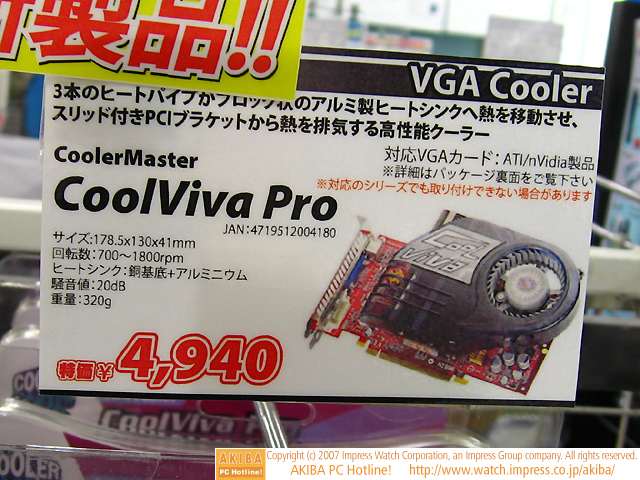 新製品!!
VGA Cooler
3本のヒートパイプがブロック状のアルミ製ヒートシンクへ熱を移動させ、
スリッド付きPCIブラケットから熱を排気する高性能クーラー
CoolerMaster
対応VGAカード:ATI/nVidia製品
※詳細はパッケージ裏面をご覧下さい
CoolViva Pro
※対応のシリーズでも取り付けできない場合があります
JAN:4719512004180
サイズ:178.5x130x41mm
回転数:700~1800rpm
ヒートシンク:銅基底+アルミニウム
騒音値:20dB
重量:320g
COOL
Viva
特価 4,940
COOL
CoolViva Pro
COOLER
AKIBA
PC Hotline!
Copyright (c) 2007 Impress Watch Corporation, an Impress Group company. All rights reserved.
AKIBA PC Hotline! http://www.watch.impress.co.jp/akiba/